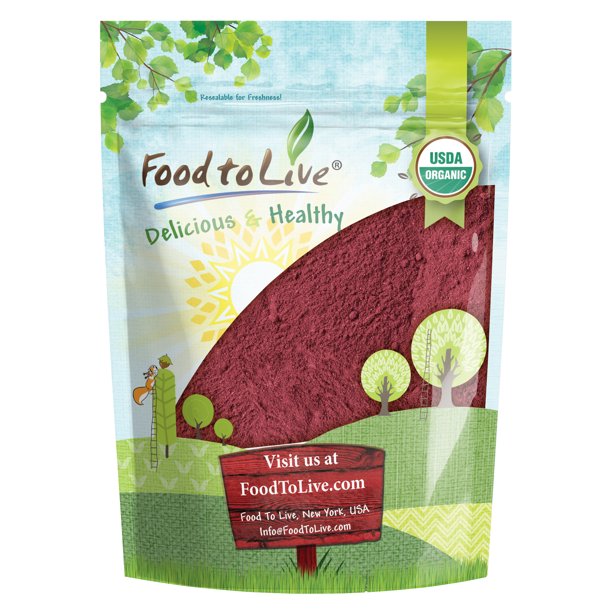 Resealable for Freshness!
Food to Live®
USDA
ORGANIC
Delicious & Healthy
Visit us at
FoodToLive.com
Food To Live, New York, USA
Info@FoodToLive.com